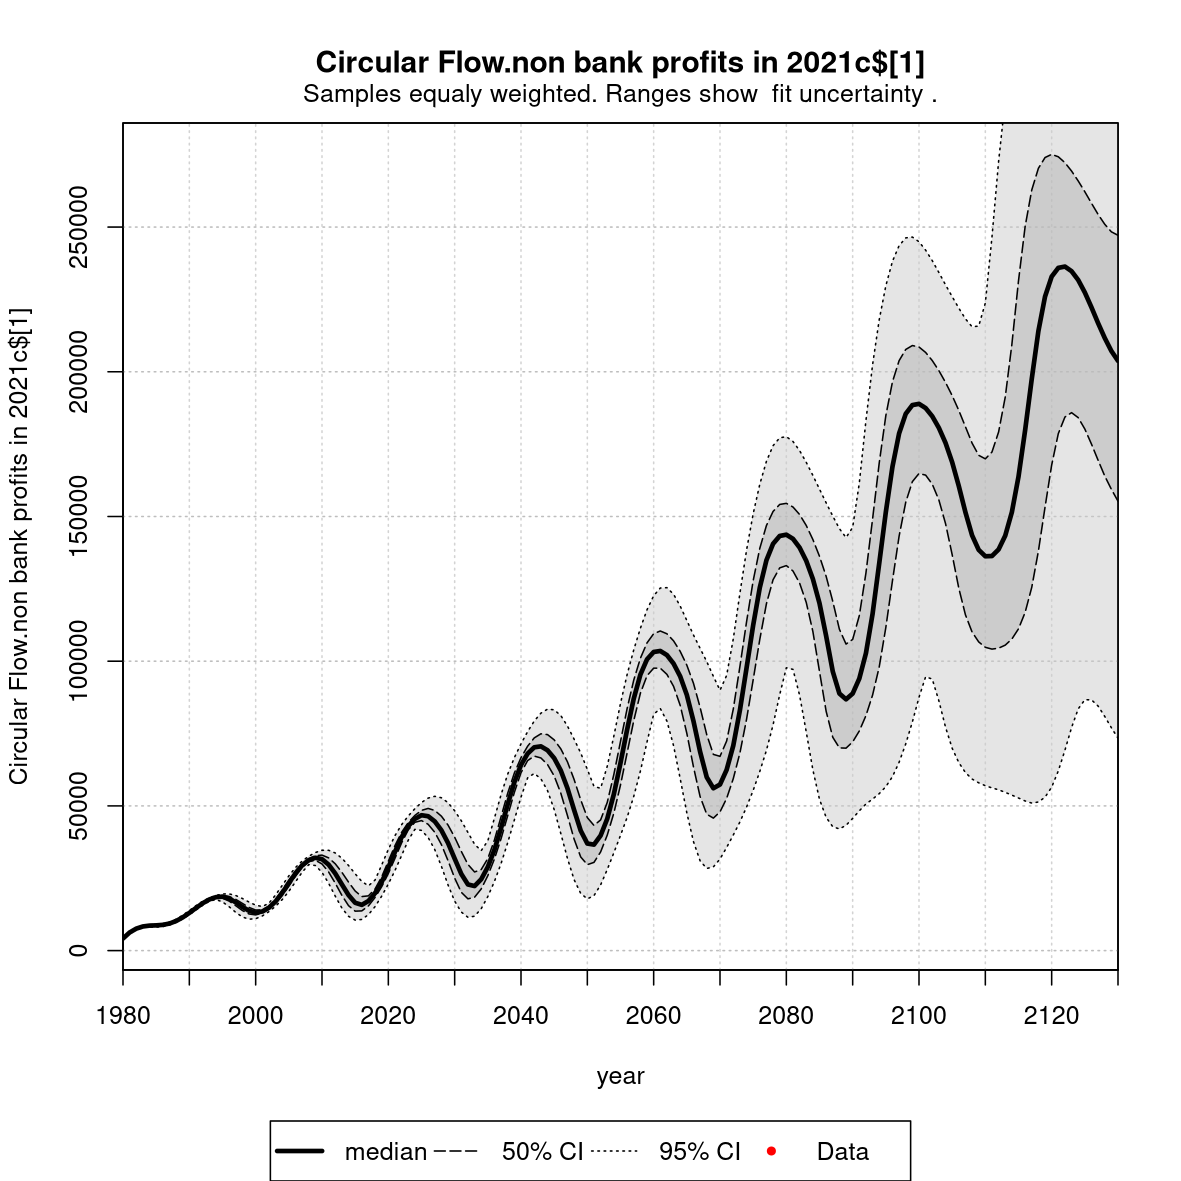 Circular Flow.non bank profits in 2021c$[1]
Samples equaly weighted. Ranges show  fit uncertainty .
Circular Flow.non bank profits in 2021c$[1]
250000
200000
150000
100000
50000
0
1980 2000 2020 2040 2060 2080 2100 2120
year
median 50% CI 95% CI Data